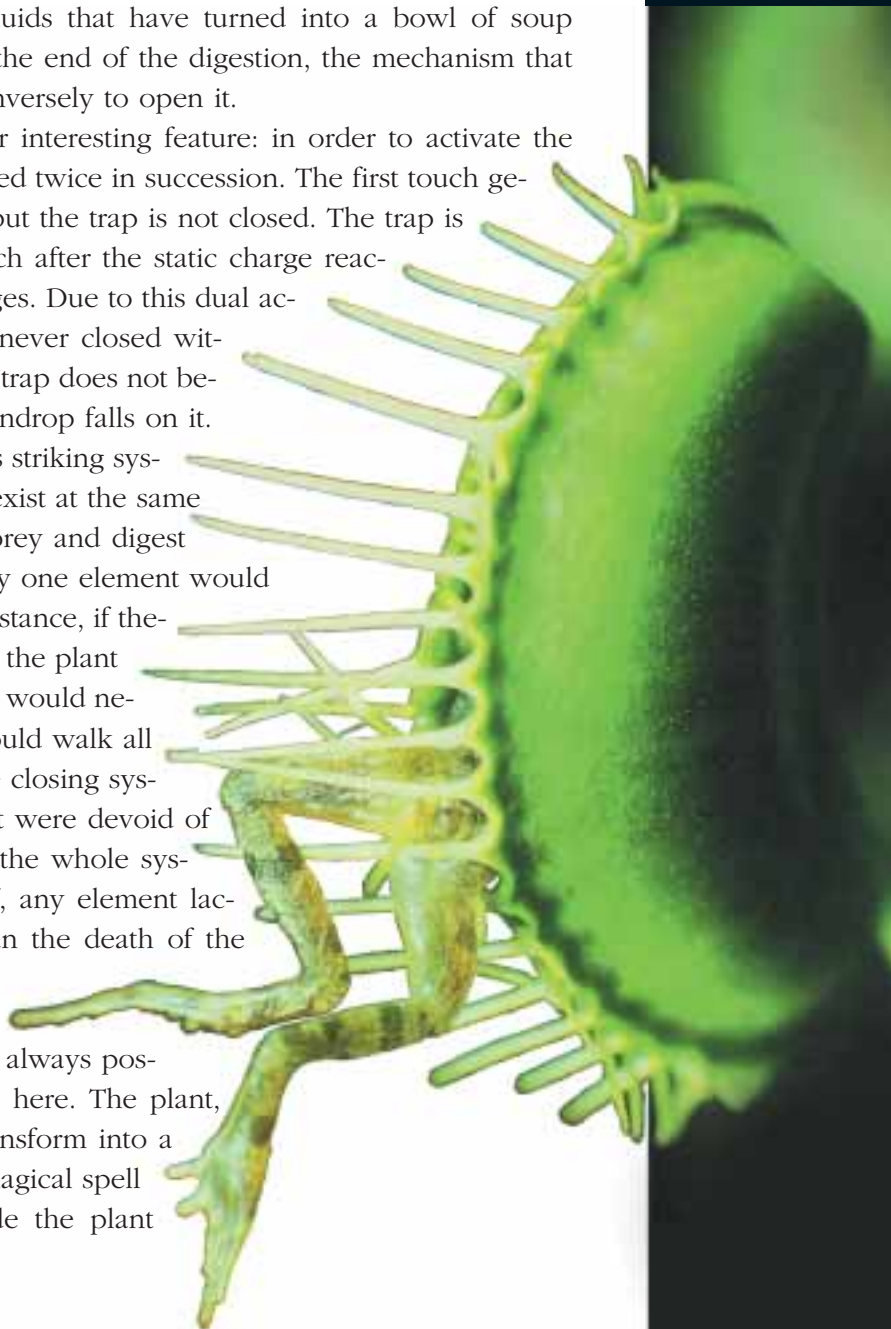 uids that have turned into a bowl of soup
the end of the digestion, the mechanism that
nversely to open it.
r interesting feature: in order to activate the
ed twice in succession. The first touch ge-
but the trap is not closed. The trap is
ch after the static charge reac-
ges. Due to this dual ac-
never closed wit-
trap does not be-
ndrop falls on it.
s striking sys-
exist at the same
prey and digest
y one element would
stance, if the-
the plant
would ne-
ould walk all
closing sys-
t were devoid of
the whole sys-
, any element lac-
an the death of the
always pos-
here. The plant,
nsform into a
agical spell
de the plant